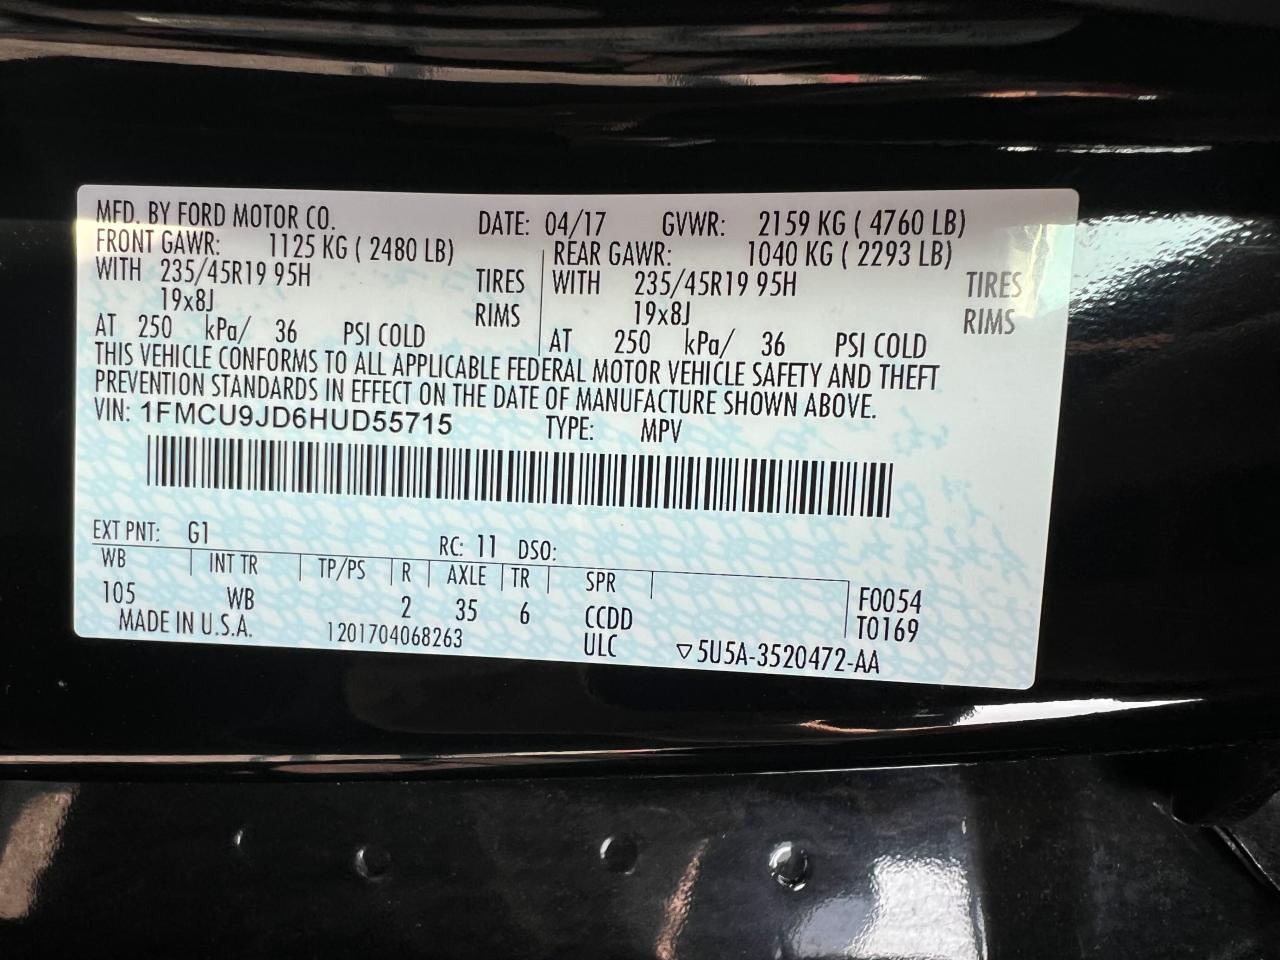 MFD. BY FORD MOTOR CO. DATE: 04/17 GVWR: 2159 KG ( 4760 LB)
FRONT GAWR: 1125 KG ( 2480 LB) REAR GAWR: 1040 KG ( 2293 LB)
WITH 235/45R19 95H TIRES WITH 235/45R19 95H TIRES
19x8J RIMS 19x8J RIMS
AT 250 kPa/ 36 PSI COLD AT 250 kPa/ 36 PSI COLD
THIS VEHICLE CONFORMS TO ALL APPLICABLE FEDERAL MOTOR VEHICLE SAFETY AND THEFT
PREVENTION STANDARDS IN EFFECT ON THE DATE OF MANUFACTURE SHOWN ABOVE.
VIN: 1FMCU9JD6HUD55715 TYPE: MPV
EXT PNT: G1 RC: 11 DSO:
WB INT TR TP/PS R AXLE TR SPR
105 WB 2 35 6 CCDD F0054
ULC T0169
MADE IN U.S.A. 1201704068263 ▽5U5A-3520472-AA